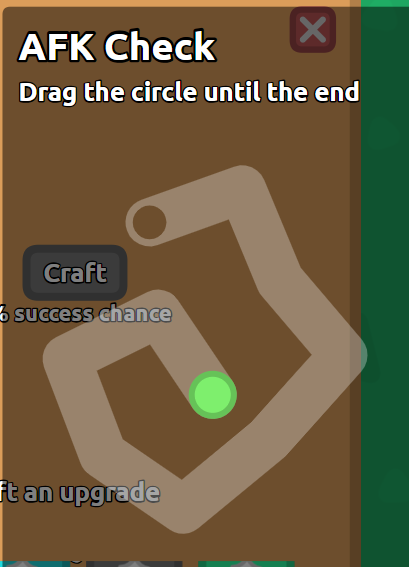 AFK Check
Drag the circle until the end
Craft
% success chance
ft an upgrade